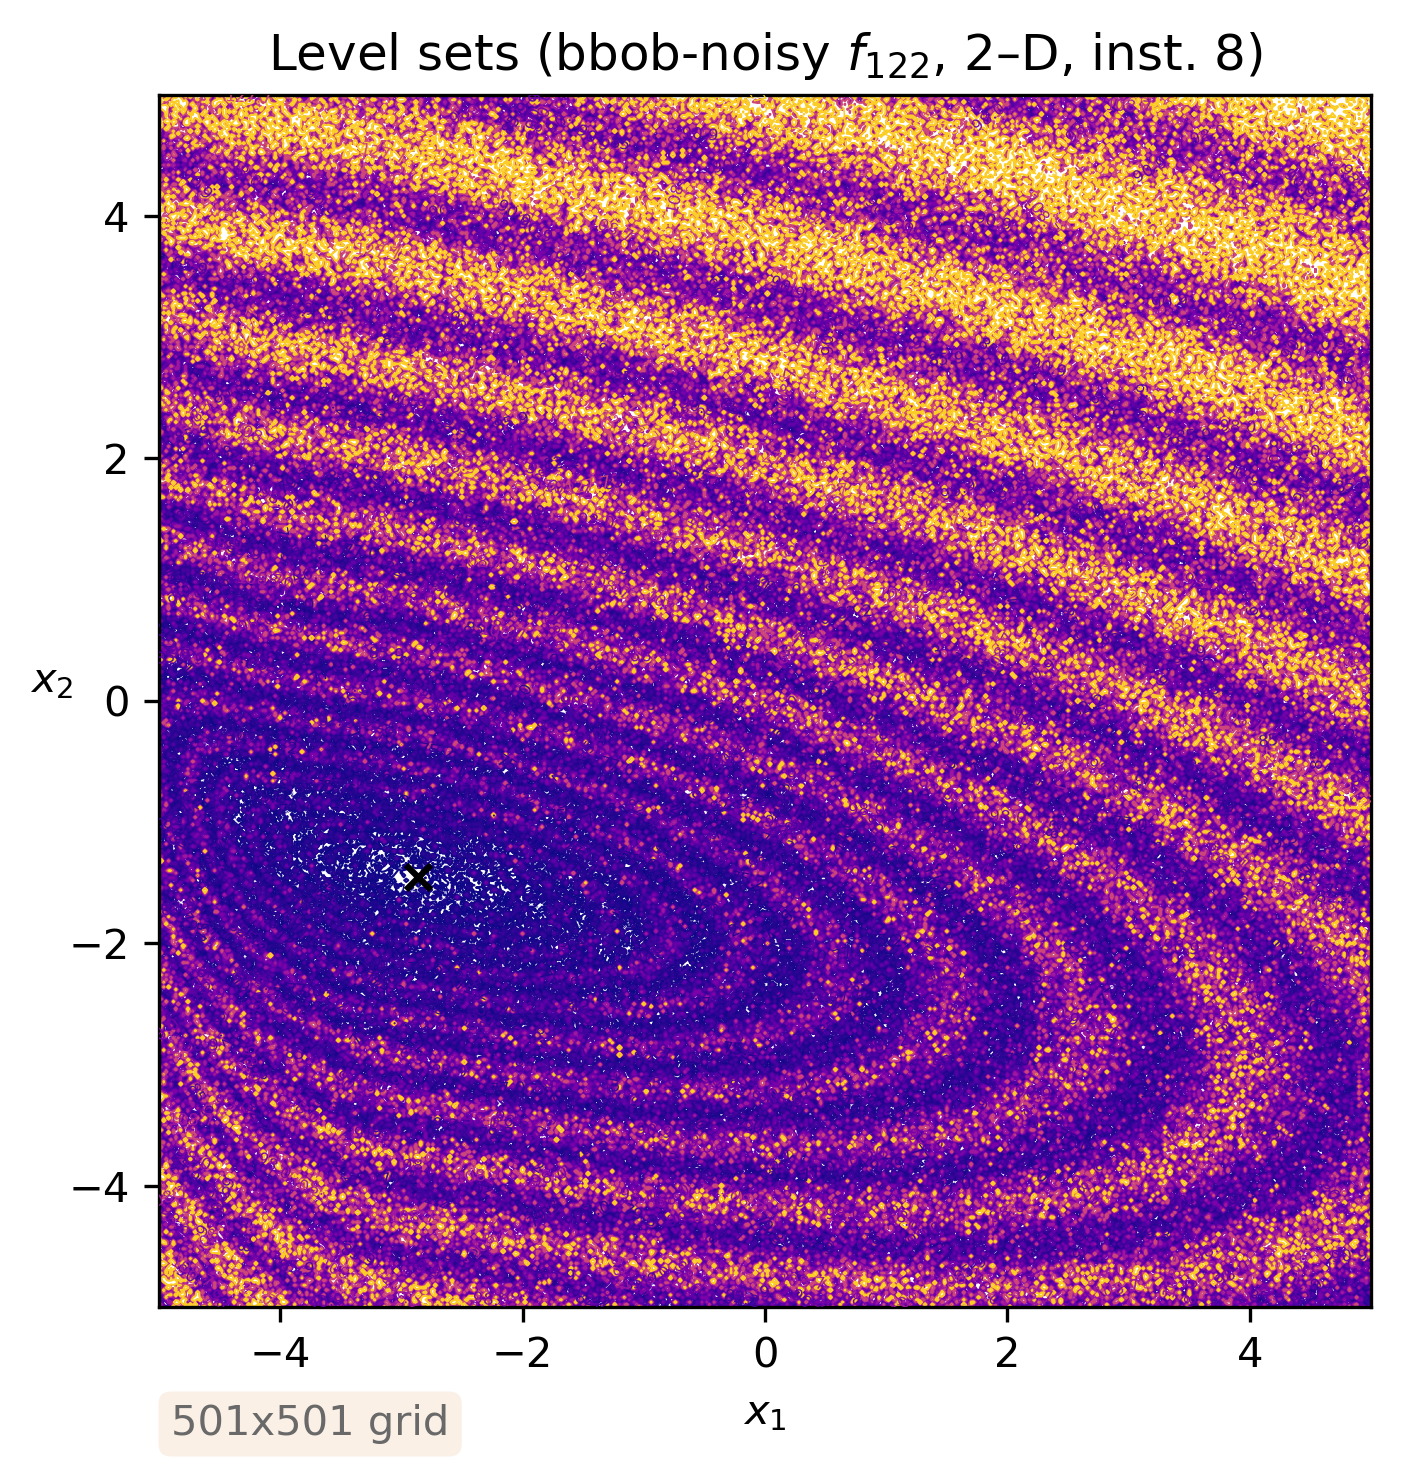 Level sets (bbob-noisy f122, 2–D, inst. 8)
4
2
x2 0
−2
−4
−4 −2 0 2 4
x1
501x501 grid